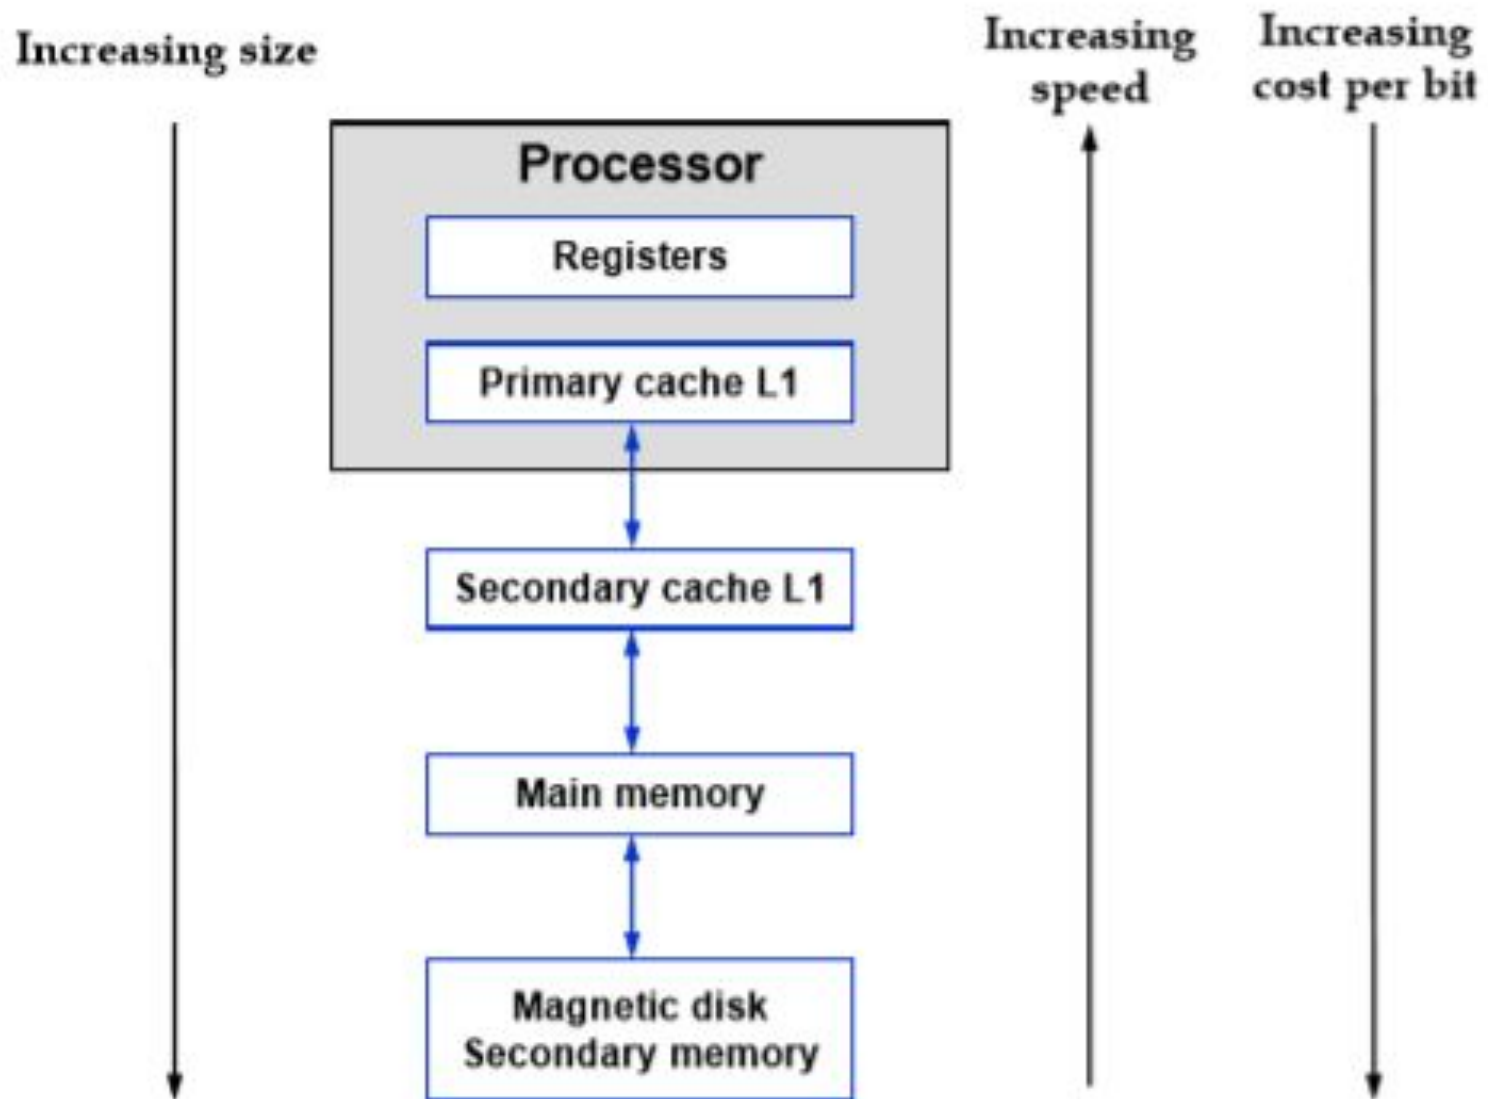 Increasing size
Increasing
speed
Increasing
cost per bit
Processor
Registers
Primary cache L1
Secondary cache L1
Main memory
Magnetic disk
Secondary memory